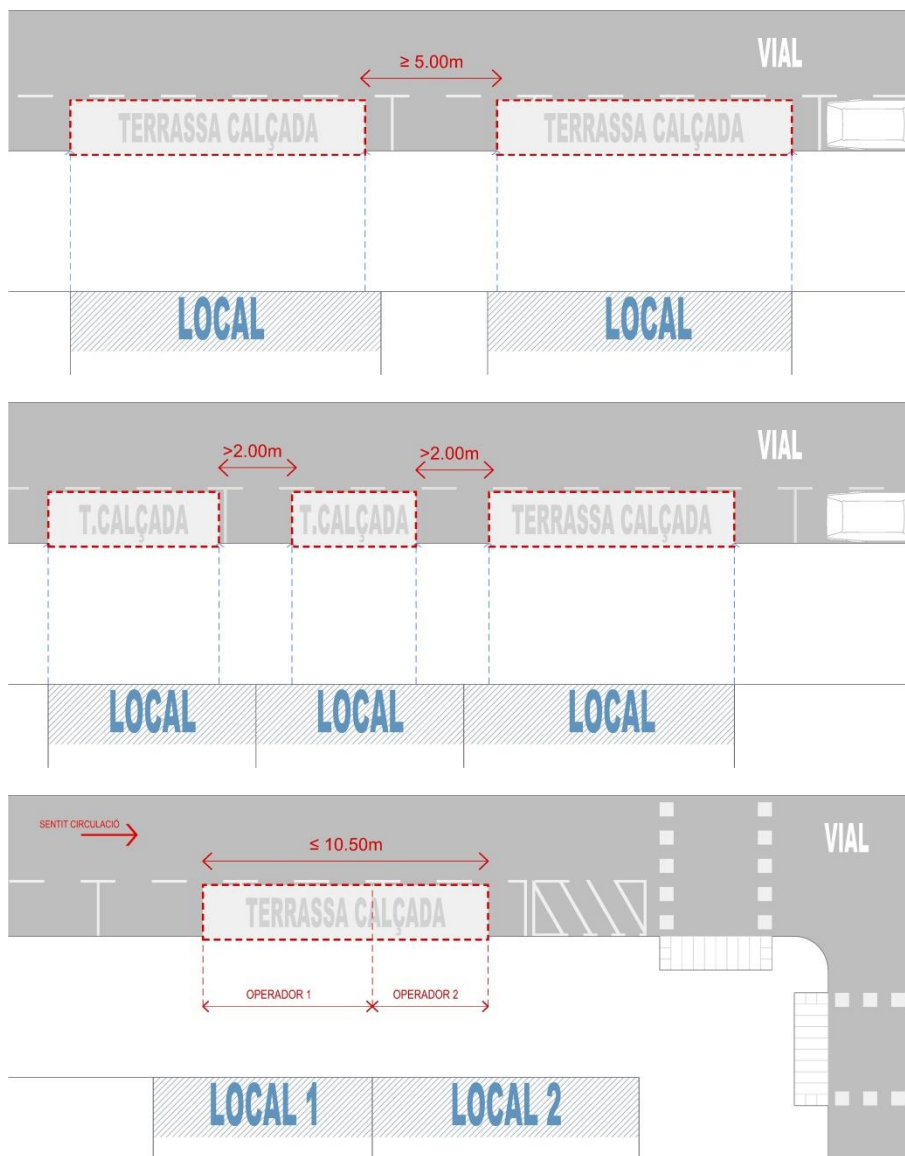 VIAL
≥ 5.00m
TERRASSA CALÇADA TERRASSA CALÇADA
LOCAL LOCAL
VIAL
>2.00m >2.00m
T.CALÇADA T.CALÇADA TERRASSA CALÇADA
LOCAL LOCAL LOCAL
SENTIT CIRCULACIÓ
VIAL
≤ 10.50m
TERRASSA CALÇADA
OPERADOR 1 OPERADOR 2
LOCAL 1 LOCAL 2